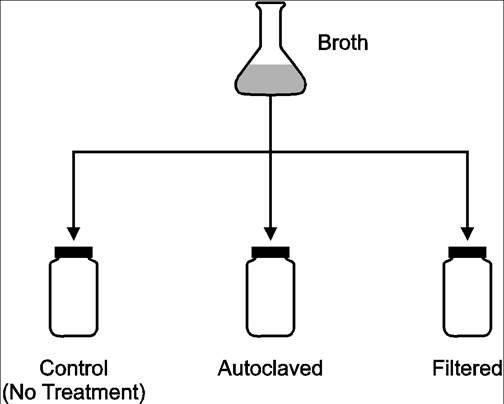 Broth
Control
(No Treatment)
Autoclaved
Filtered